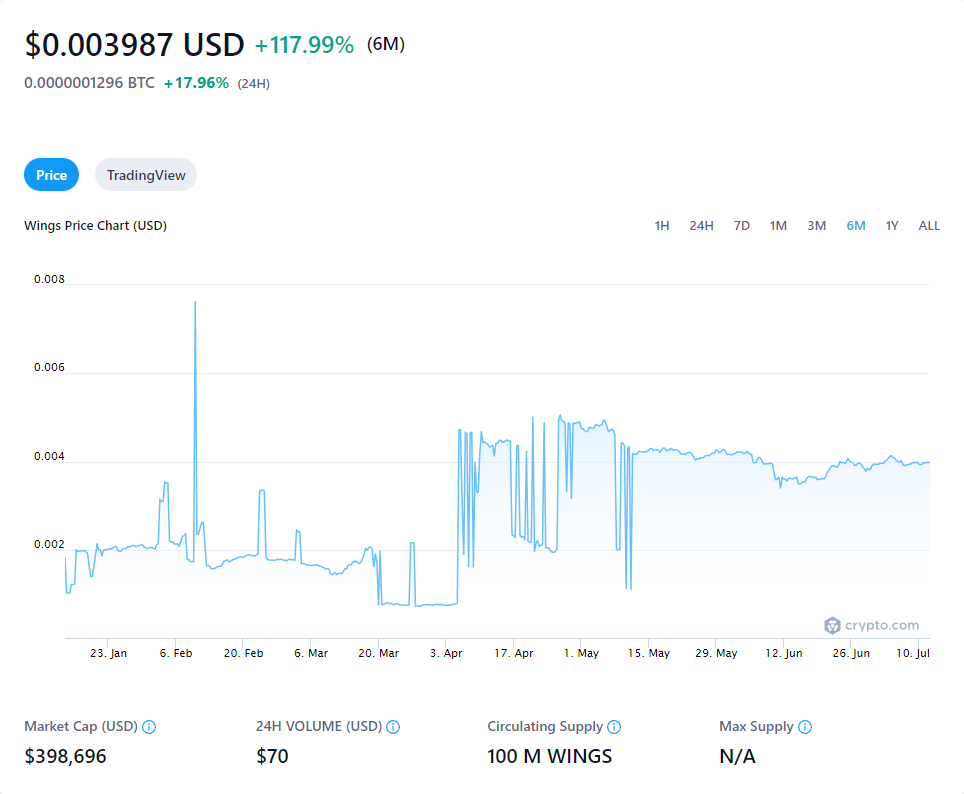 $0.003987 USD +117.99% (6M)
0.0000001296 BTC +17.96% (24H)
Price TradingView
Wings Price Chart (USD) 1H 24H 7D 1M 3M 6M 1Y ALL
0.008
0.006
0.004
0.002
crypto.com
23. Jan 6. Feb 20. Feb 6. Mar 20. Mar 3. Apr 17. Apr 1. May 15. May 29. May 12. Jun 26. Jun 10. Jul
Market Cap (USD) 24H VOLUME (USD) Circulating Supply Max Supply
$398,696 $70 100 M WINGS N/A